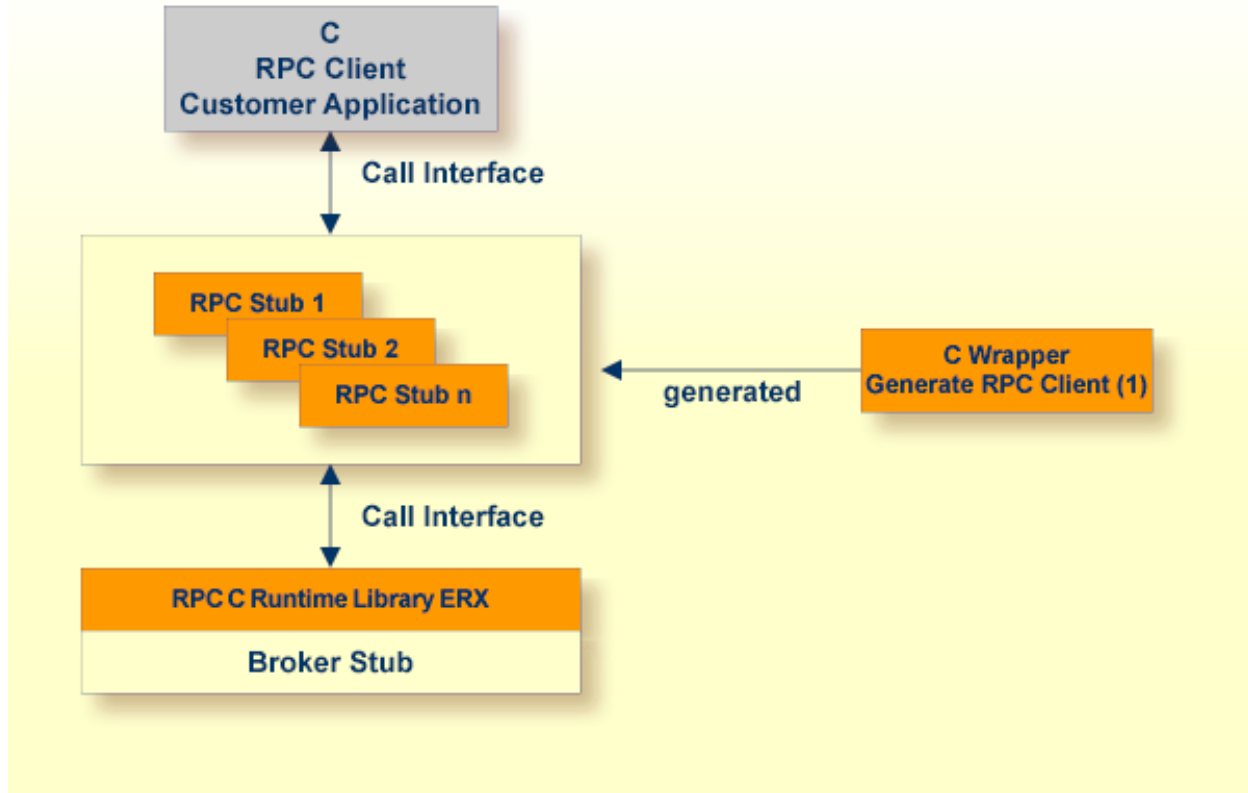 C
RPC Client
Customer Application
Call Interface
RPC Stub 1
RPC Stub 2
RPC Stub n
generated
C Wrapper
Generate RPC Client (1)
Call Interface
RPC C Runtime Library ERX
Broker Stub